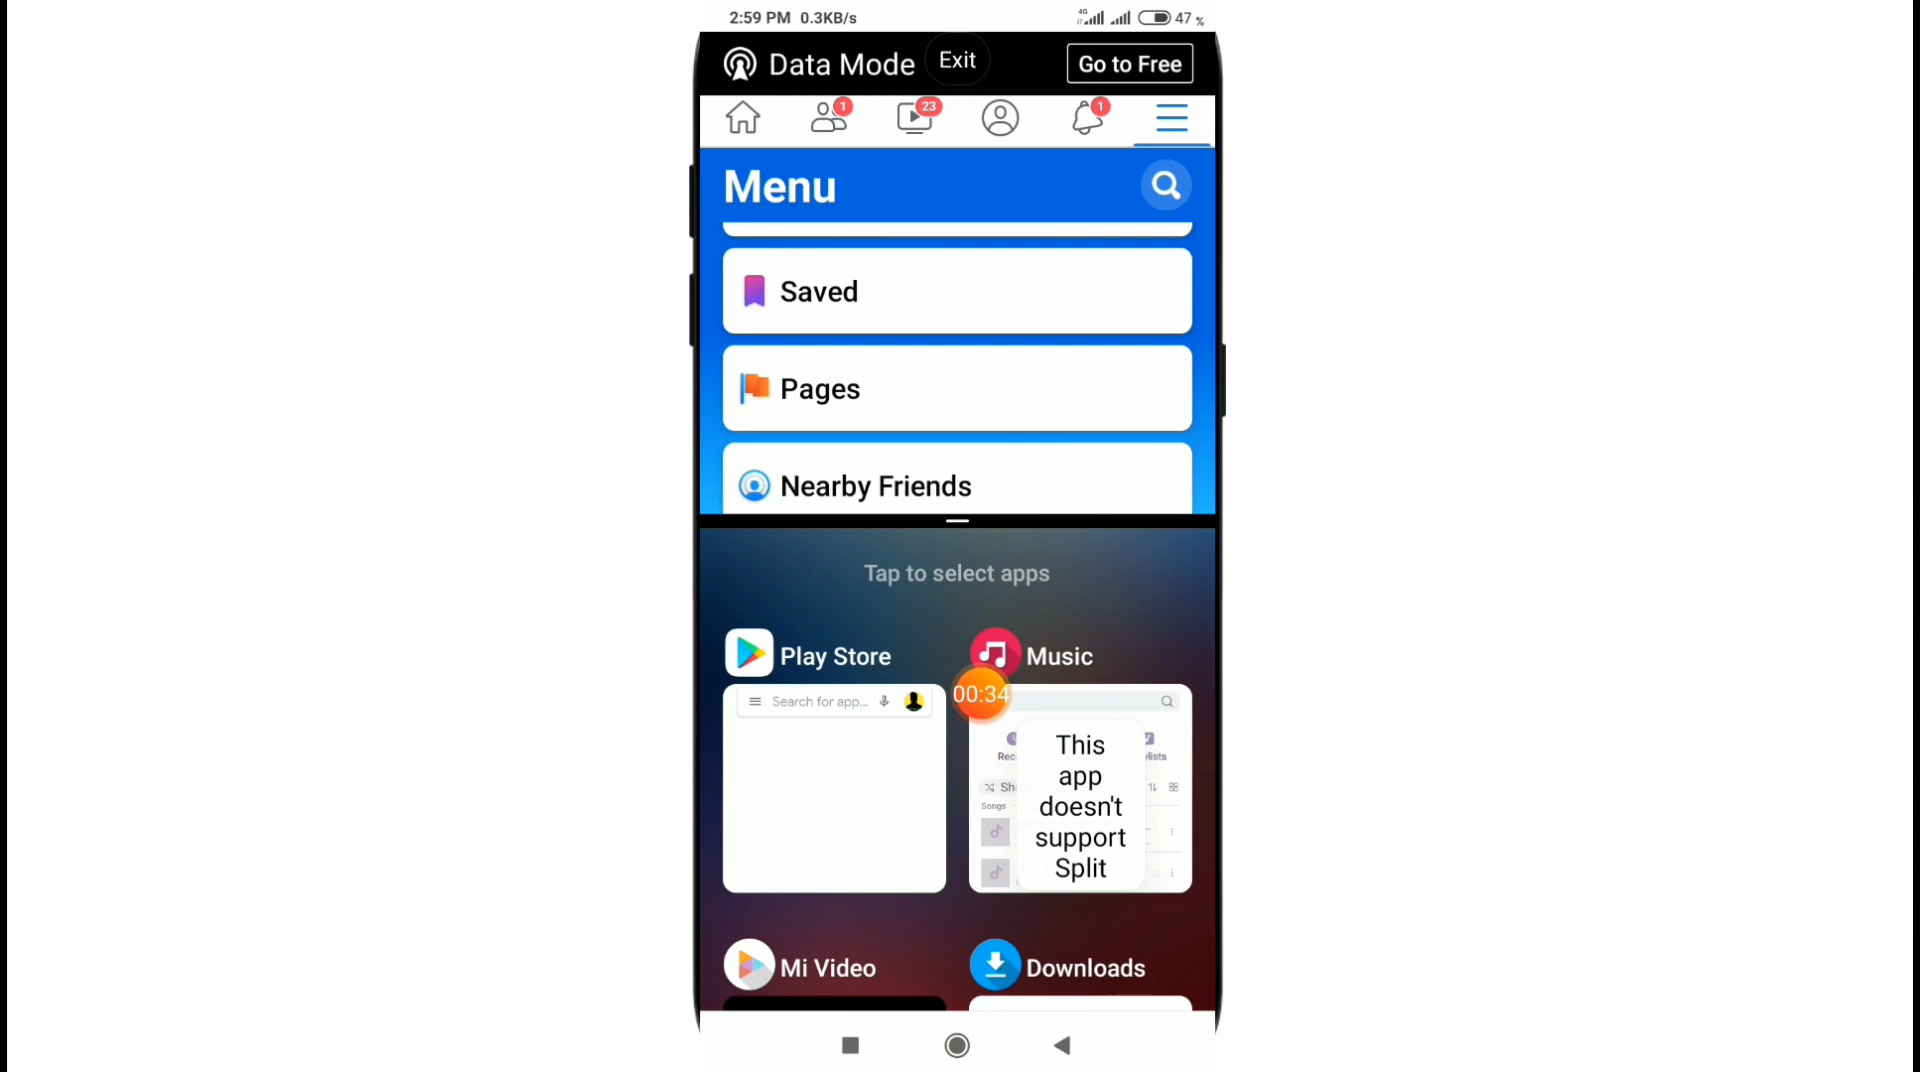 2:59 PM 0.3KB/s 4G 47 %
Data Mode Exit Go to Free
1 23 1
Menu
Saved
Pages
Nearby Friends
Tap to select apps
Play Store Music
00:34
Search for app...
This
app
doesn't
support
Split
Songs
Mi Video Downloads